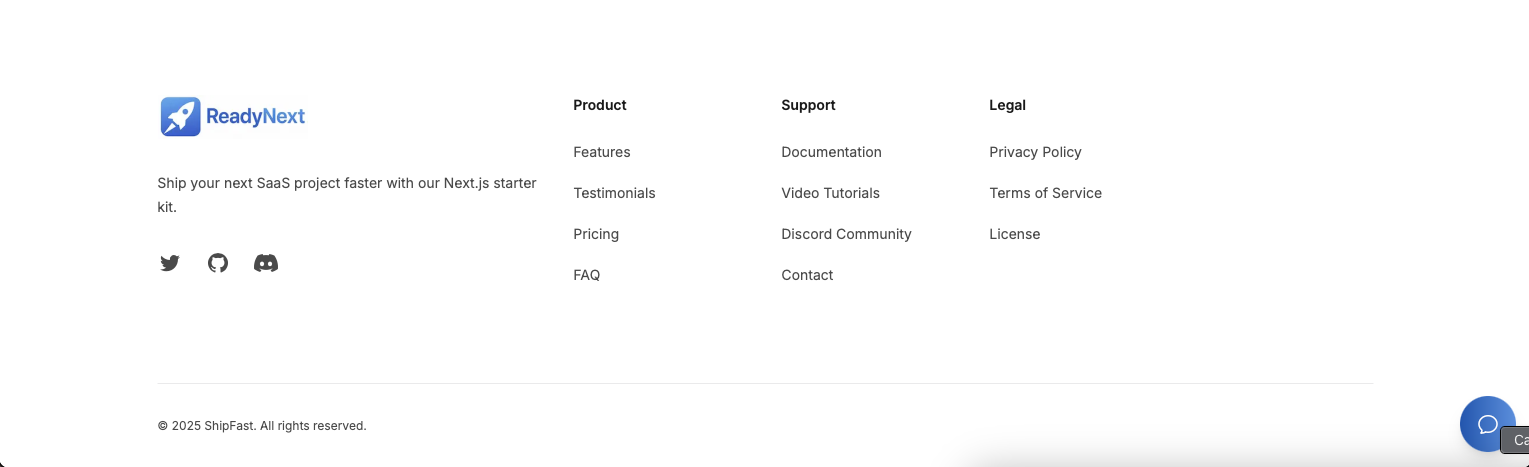 ReadyNext
Ship your next SaaS project faster with our Next.js starter
kit.
Product
Features
Testimonials
Pricing
FAQ
Support
Documentation
Video Tutorials
Discord Community
Contact
Legal
Privacy Policy
Terms of Service
License
© 2025 ShipFast. All rights reserved.